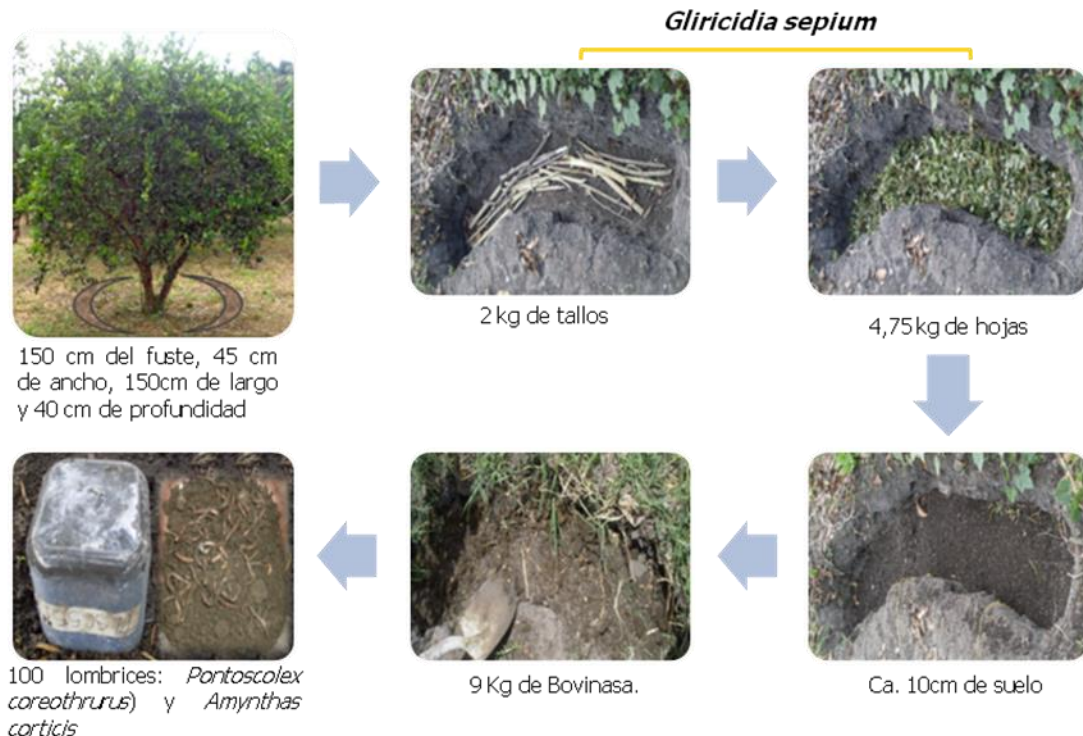 Gliricidia sepium
150 cm del fuste, 45 cm
de ancho, 150cm de largo
y 40 cm de profundidad
2 kg de tallos
4,75 kg de hojas
100 lombrices: Pontoscolex
coreothrurus) y Amynthas
corticis
9 Kg de Bovinasa.
Ca. 10cm de suelo